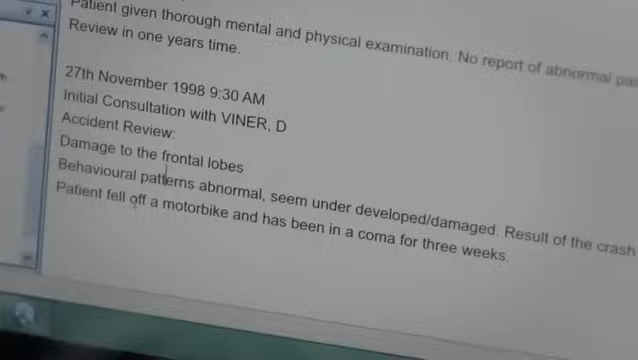 Patient given thorough mental and physical examination. No report of abnormal
Review in one years time.
27th November 1998 9:30 AM
Initial Consultation with VINER, D
Accident Review:
Damage to the frontal lobes
Behavioural patterns abnormal, seem under developed/damaged. Result of the crash
Patient fell off a motorbike and has been in a coma for three weeks.